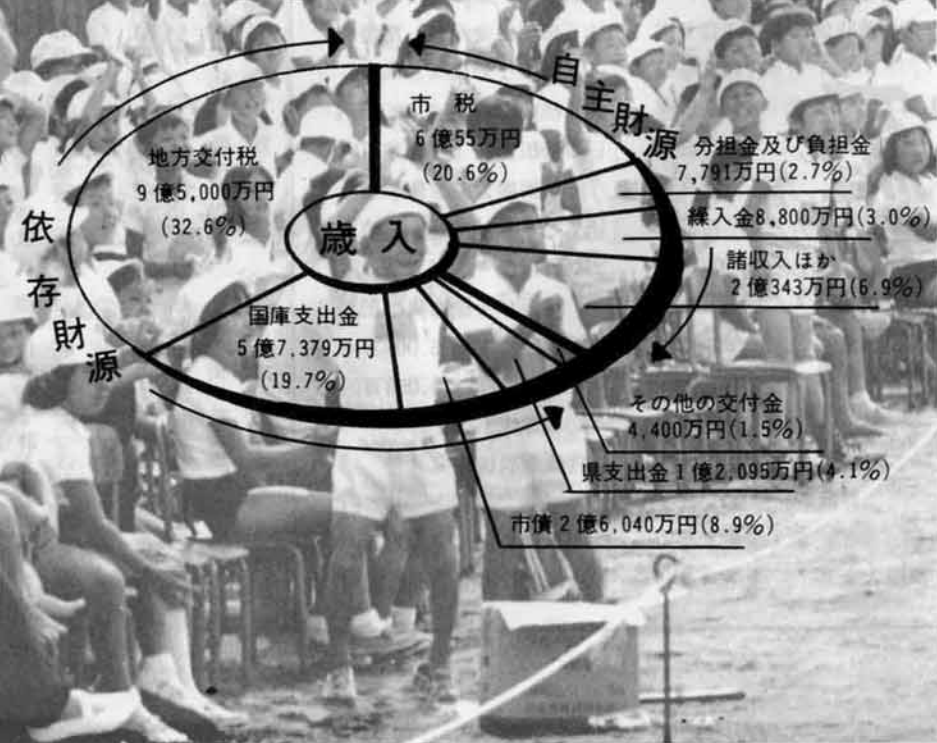 歳入
自主財源
市税
6億55万円
(20.6%)
分担金及び負担金
7,791万円(2.7%)
繰入金8,800万円(3.0%)
諸収入ほか
2億343万円(6.9%)
依存財源
地方交付税
9億5,000万円
(32.6%)
国庫支出金
5億7,379万円
(19.7%)
その他の交付金
4,400万円(1.5%)
県支出金1億2,095万円(4.1%)
市債2億6,040万円(8.9%)